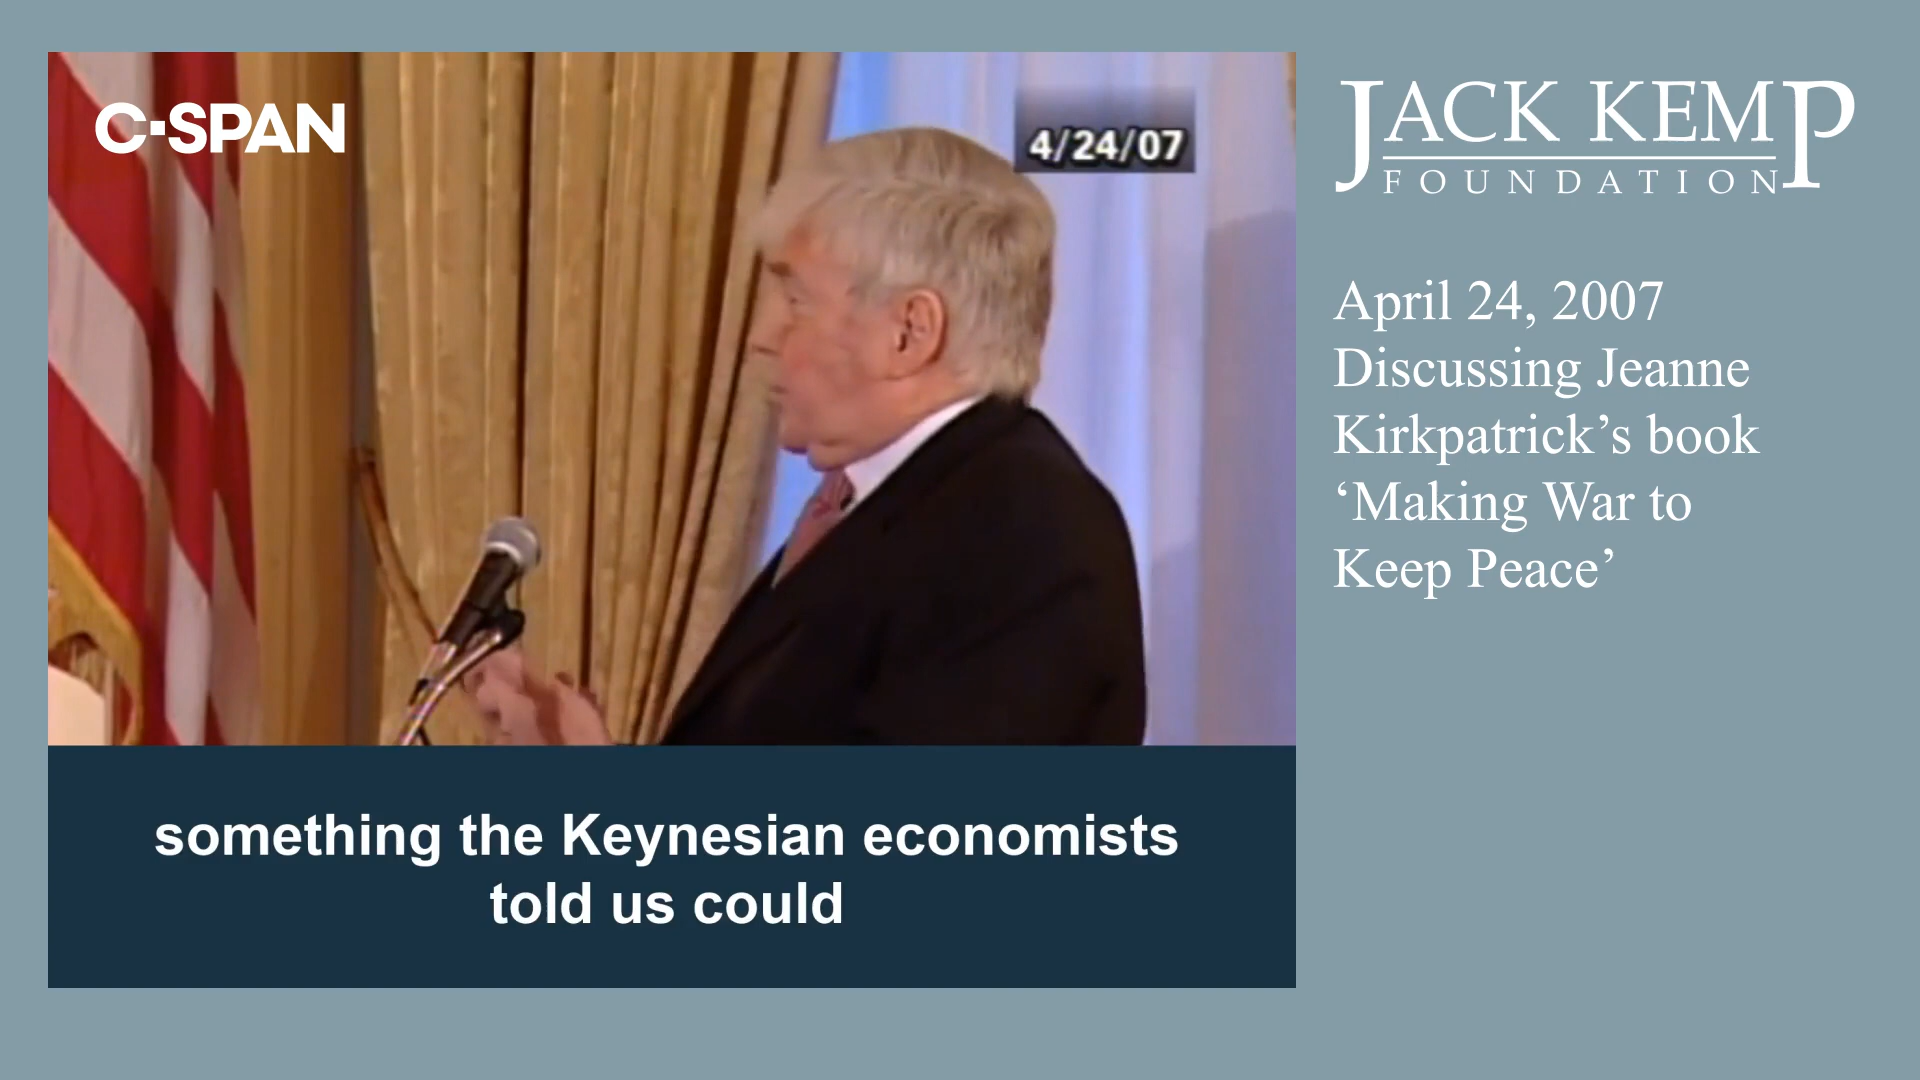 C-SPAN
4/24/07
JACK KEMP
FOUNDATION
April 24, 2007
Discussing Jeanne
Kirkpatrick’s book
‘Making War to
Keep Peace’
something the Keynesian economists
told us could